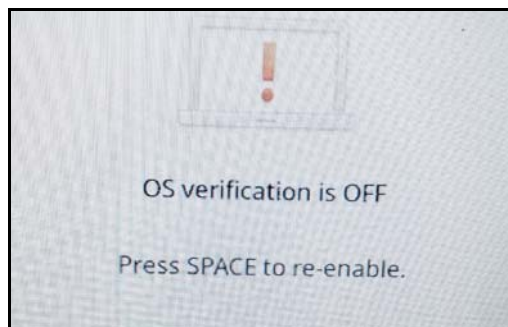 OS verification is OFF
Press SPACE to re-enable.